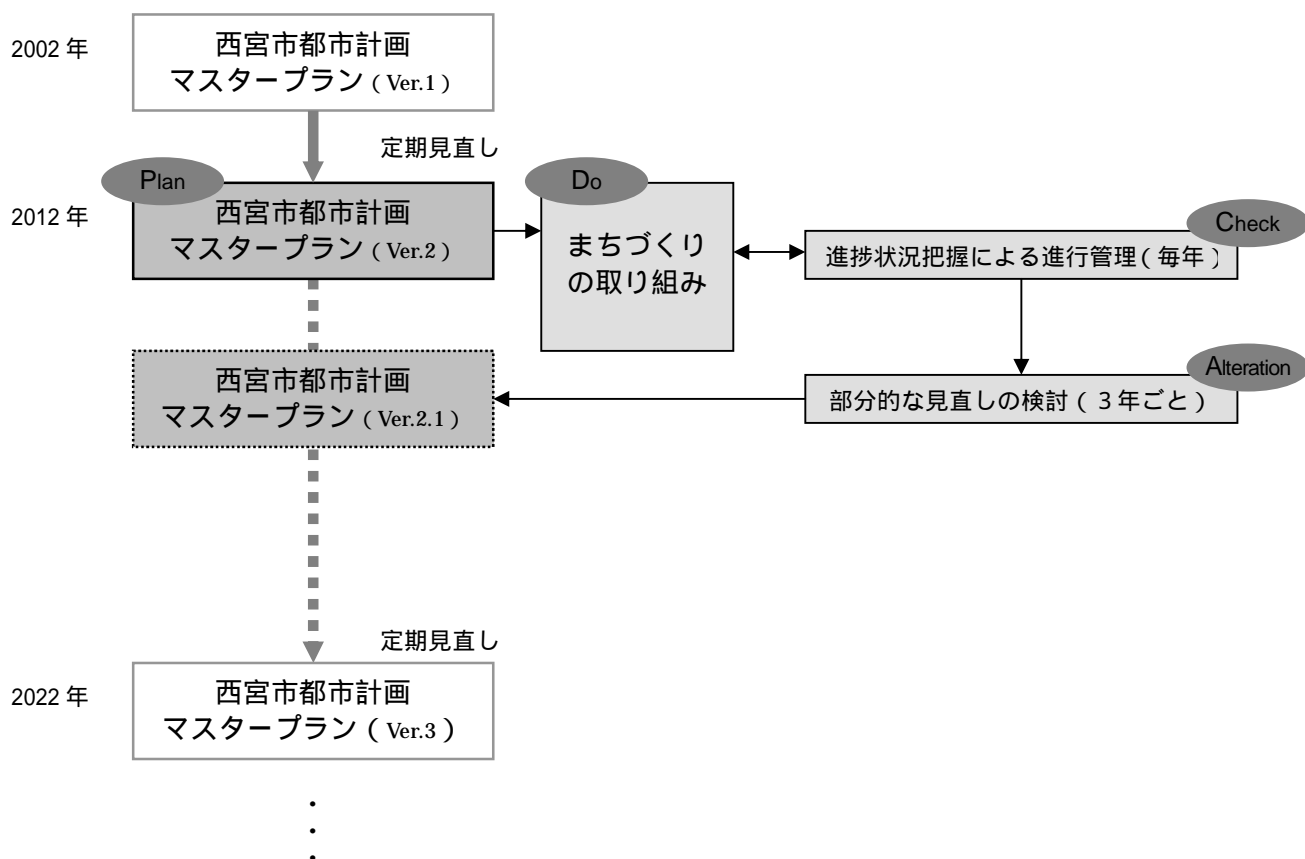 2002 年
西宮市都市計画
マスタープラン ( Ver.1 )
定期見直し
Plan
Do
2012 年
西宮市都市計画
マスタープラン ( Ver.2 )
まちづくり
の取り組み
Check
進捗状況把握による進行管理 ( 毎年 )
西宮市都市計画
マスタープラン ( Ver.2.1 )
Alteration
部分的な見直しの検討 ( 3年ごと )
定期見直し
2022 年
西宮市都市計画
マスタープラン ( Ver.3 )
・
・
・